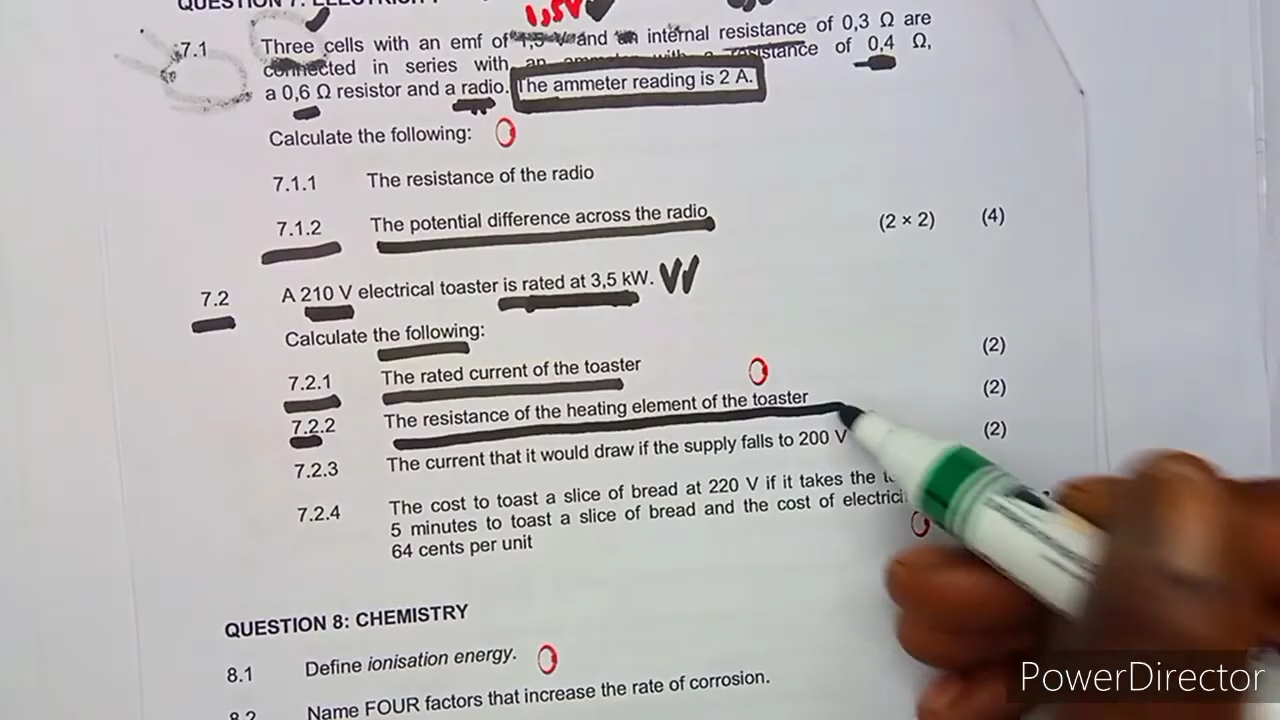 QUESTION 7:
1,5V
7.1 Three cells with an emf of 1,5 V and an internal resistance of 0,3 Ω are
connected in series with an ammeter with a resistance of 0,4 Ω,
a 0,6 Ω resistor and a radio. The ammeter reading is 2 A.
Calculate the following:
7.1.1 The resistance of the radio
7.1.2 The potential difference across the radio (2 × 2) (4)
7.2 A 210 V electrical toaster is rated at 3,5 kW.
Calculate the following:
7.2.1 The rated current of the toaster (2)
7.2.2 The resistance of the heating element of the toaster (2)
7.2.3 The current that it would draw if the supply falls to 200 V (2)
7.2.4 The cost to toast a slice of bread at 220 V if it takes the
5 minutes to toast a slice of bread and the cost of
64 cents per unit
QUESTION 8: CHEMISTRY
8.1 Define ionisation energy.
8.2 Name FOUR factors that increase the rate of corrosion.
PowerDirector